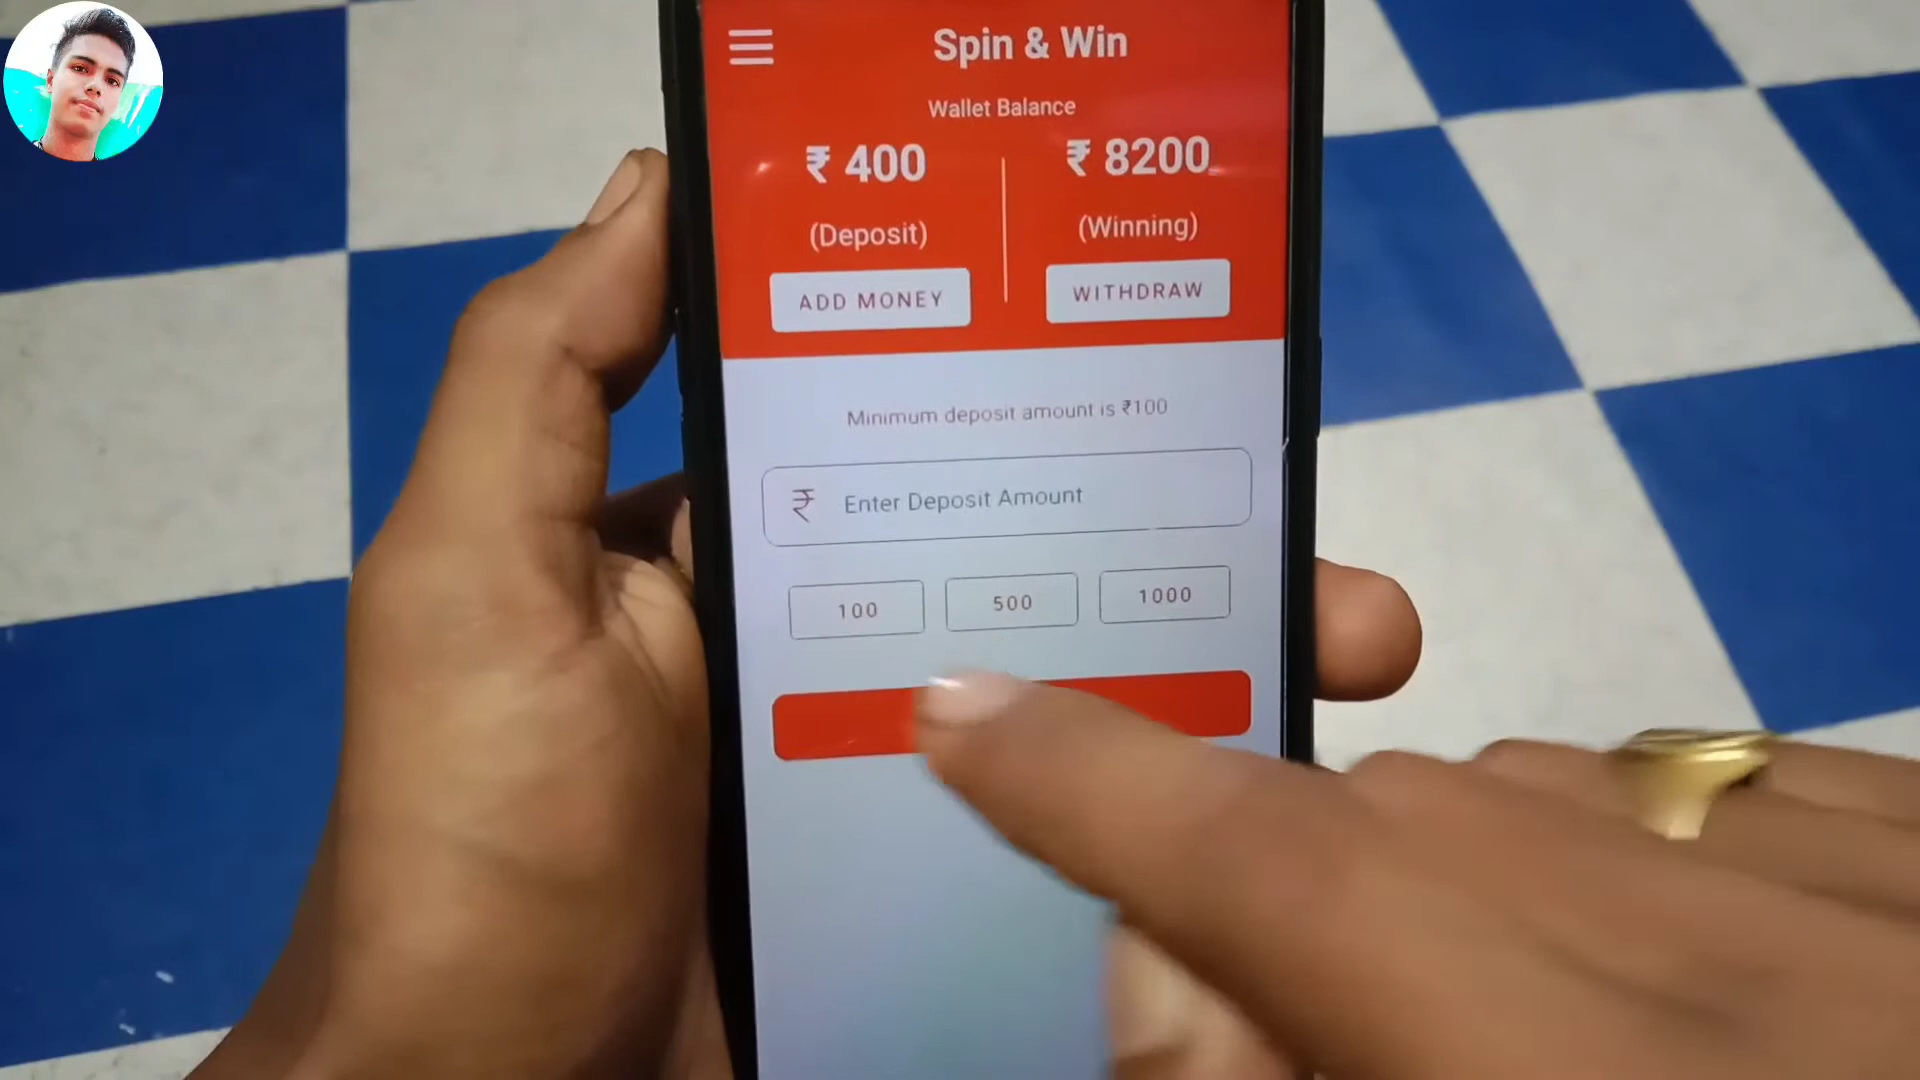 Spin & Win
Wallet Balance
₹ 400
₹ 8200
(Deposit)
(Winning)
ADD MONEY
WITHDRAW
Minimum deposit amount is ₹100
₹ Enter Deposit Amount
100
500
1000